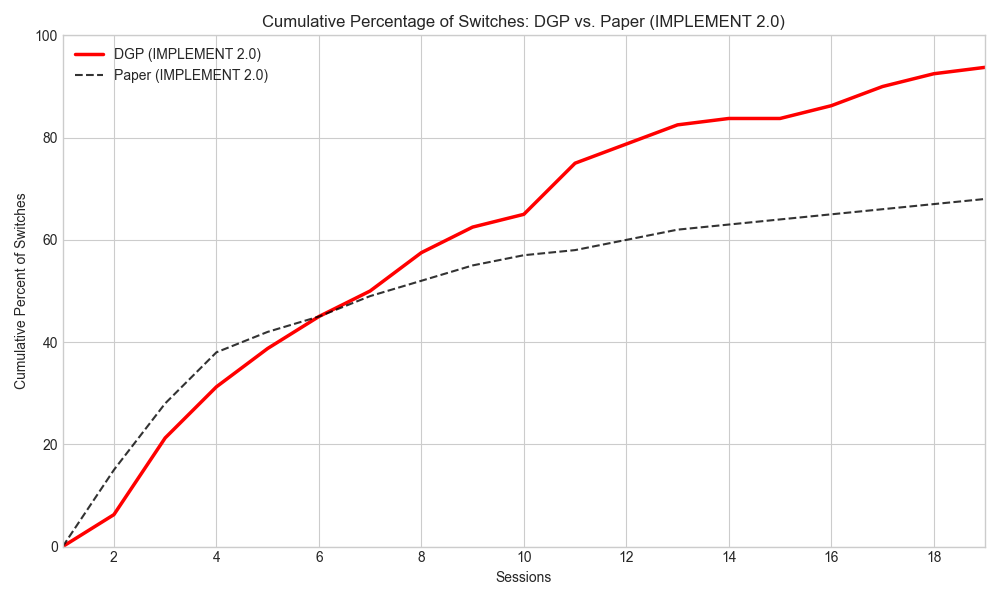 Cumulative Percentage of Switches: DGP vs. Paper (IMPLEMENT 2.0)
100
DGP (IMPLEMENT 2.0)
Paper (IMPLEMENT 2.0)
80
60
40
20
0
Cumulative Percent of Switches
2 4 6 8 10 12 14 16 18
Sessions